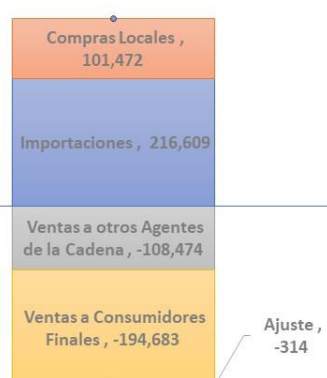 Compras Locales ,
101,472
Importaciones , 216,609
Ventas a otros Agentes
de la Cadena , -108,474
Ventas a Consumidores
Finales , -194,683
Ajuste ,
-314